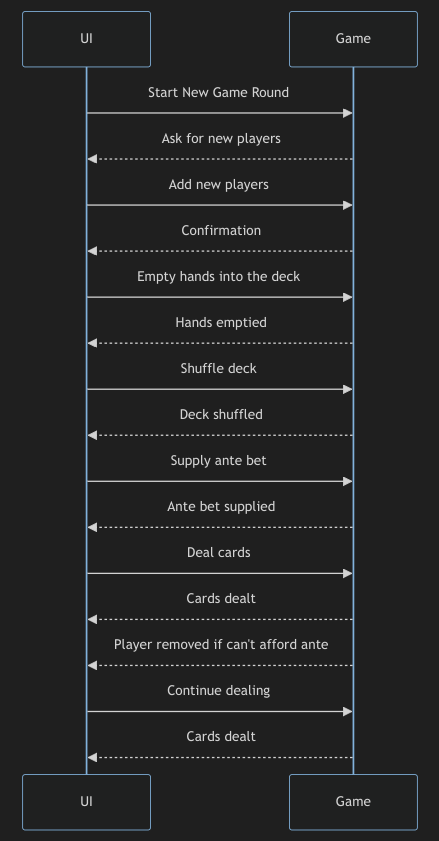 UI
Game
Start New Game Round
Ask for new players
Add new players
Confirmation
Empty hands into the deck
Hands emptied
Shuffle deck
Deck shuffled
Supply ante bet
Ante bet supplied
Deal cards
Cards dealt
Player removed if can't afford ante
Continue dealing
Cards dealt
UI
Game